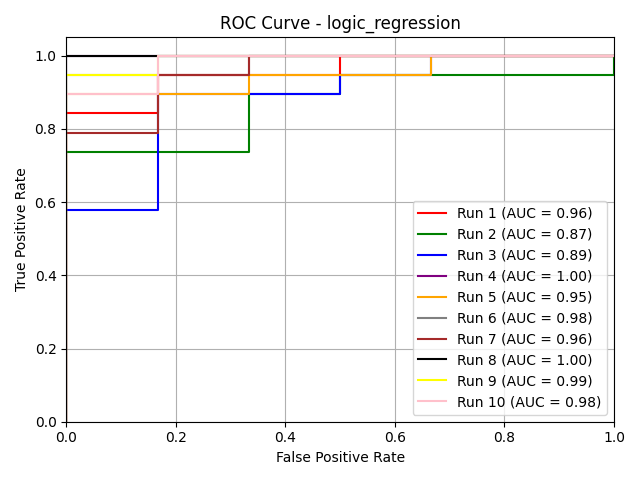 ROC Curve - logic_regression
True Positive Rate
1.0
0.8
0.6
0.4
0.2
0.0
Run 1 (AUC = 0.96)
Run 2 (AUC = 0.87)
Run 3 (AUC = 0.89)
Run 4 (AUC = 1.00)
Run 5 (AUC = 0.95)
Run 6 (AUC = 0.98)
Run 7 (AUC = 0.96)
Run 8 (AUC = 1.00)
Run 9 (AUC = 0.99)
Run 10 (AUC = 0.98)
0.0 0.2 0.4 0.6 0.8 1.0
False Positive Rate